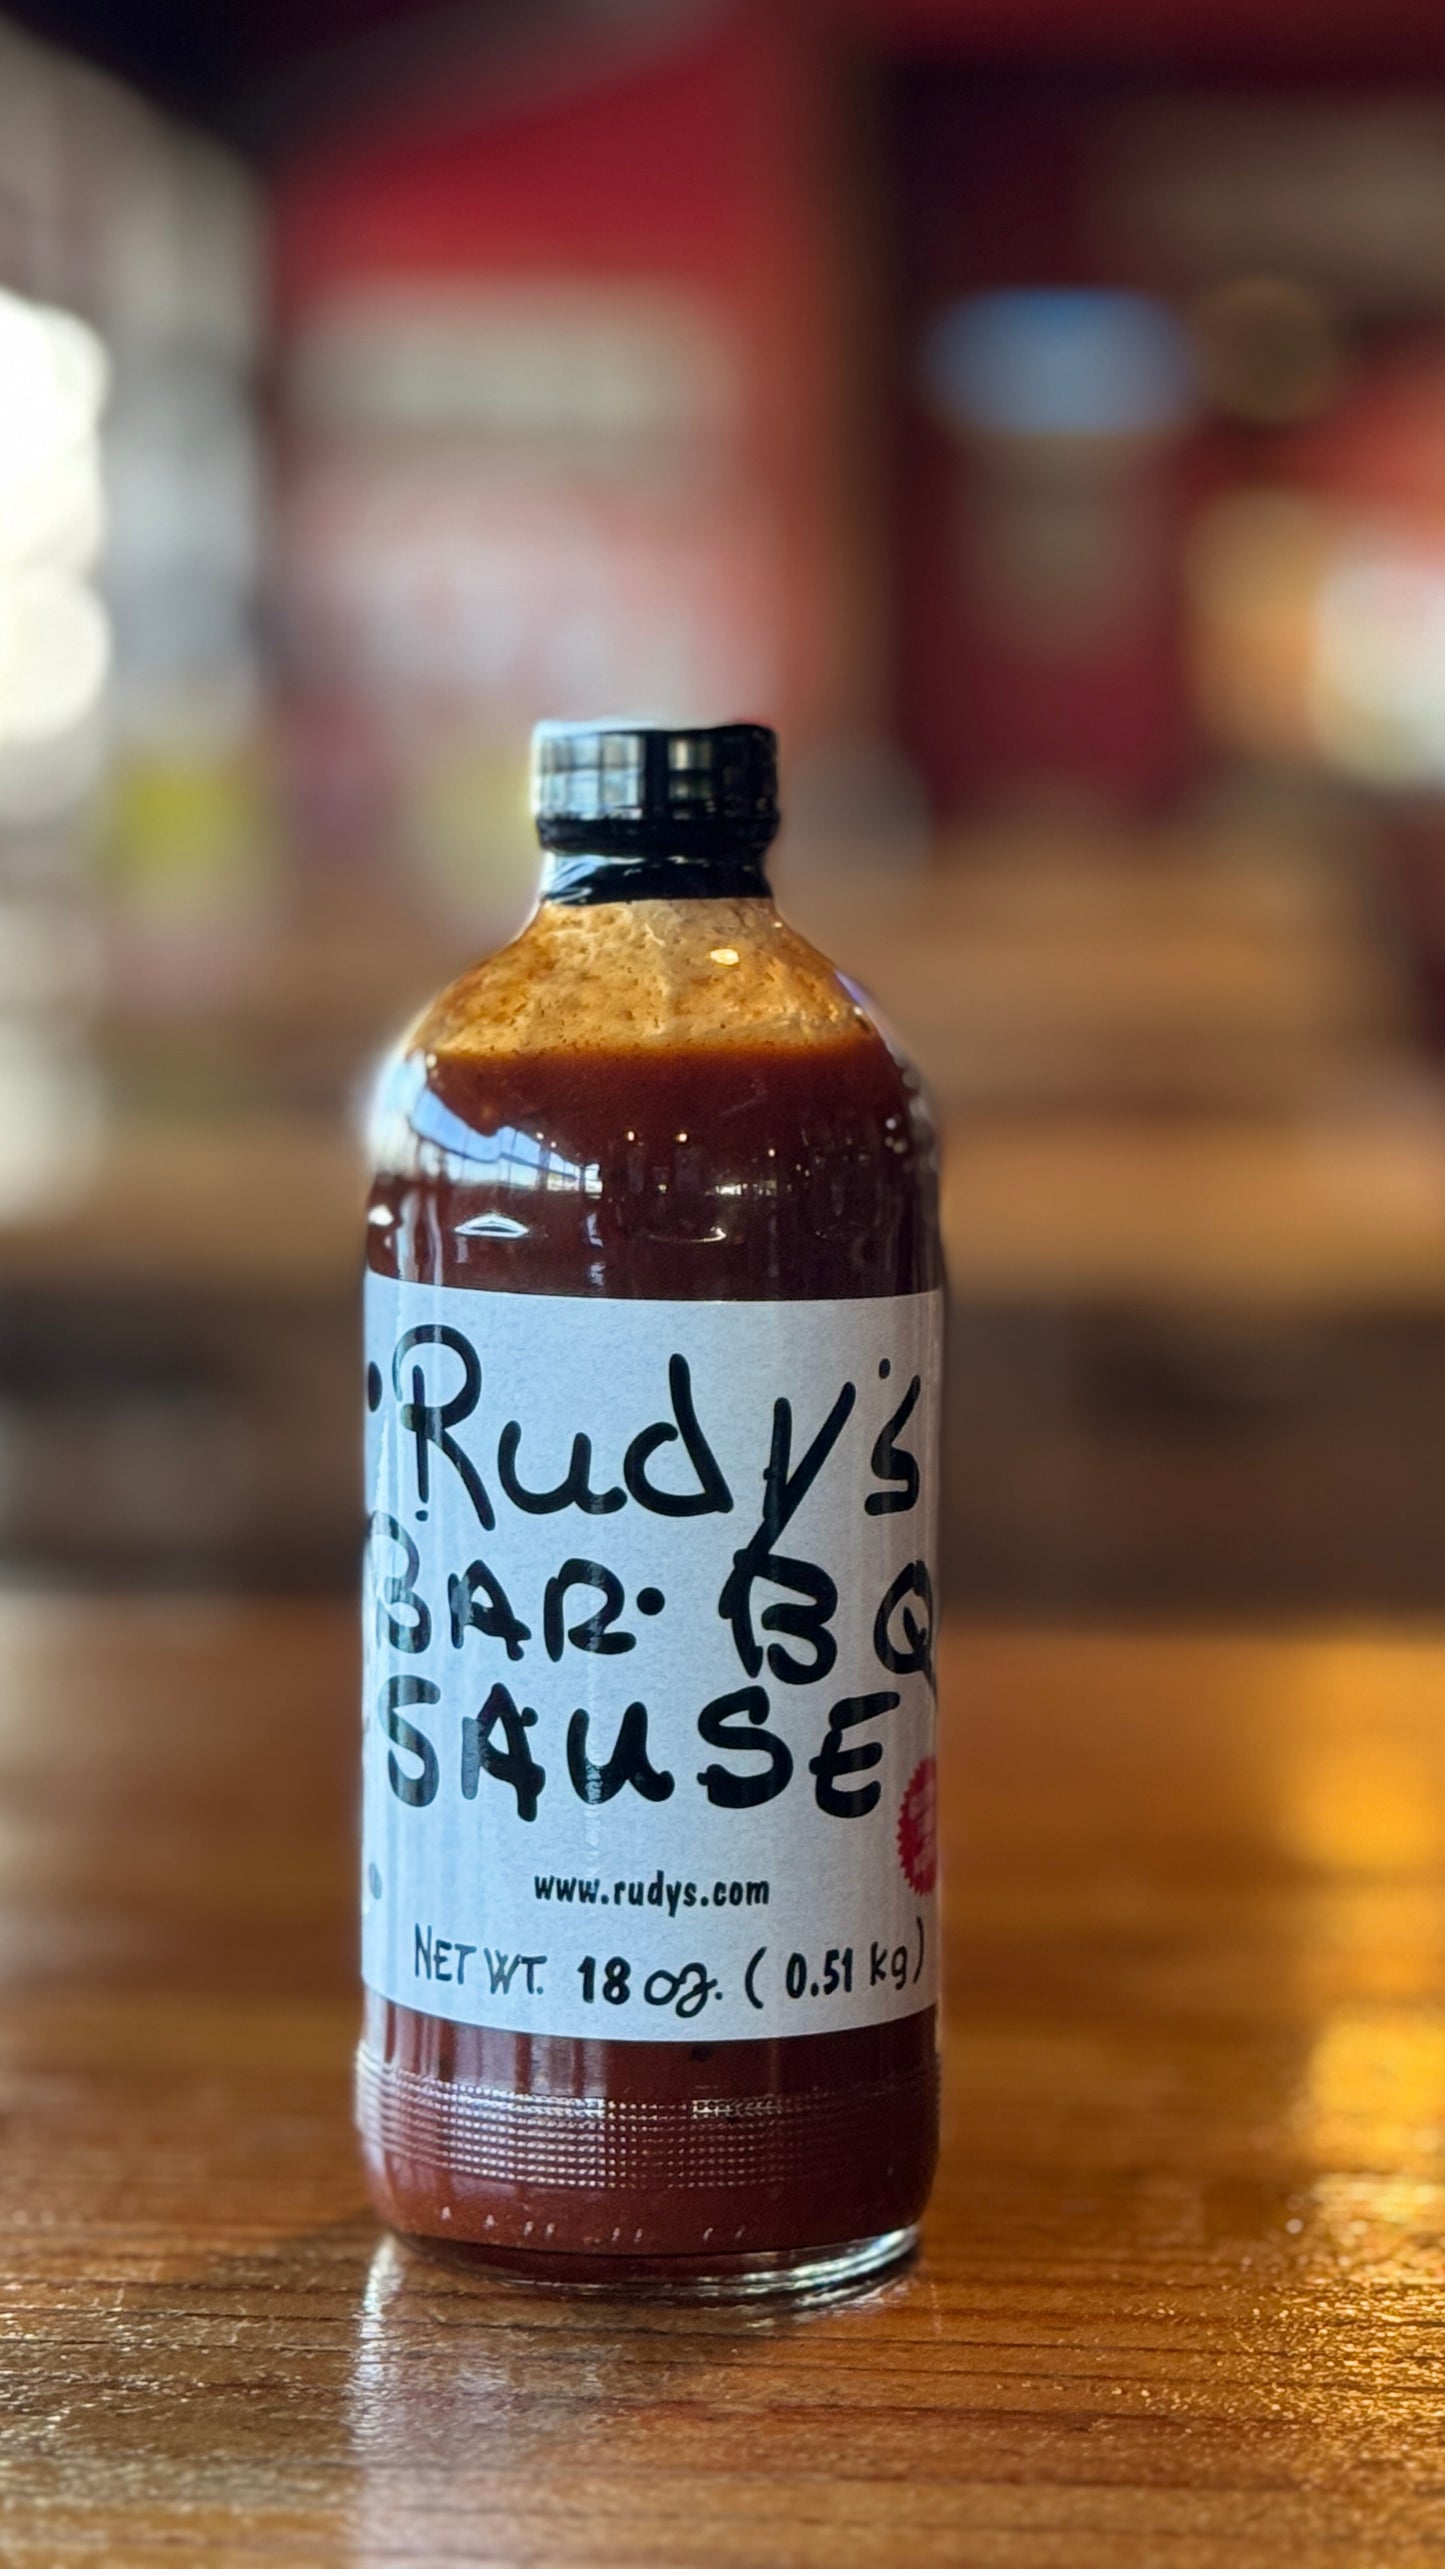 Rudy's
BAR·BQ
SAUSE
www.rudys.com
NET WT. 18 oz. (0.51 kg)